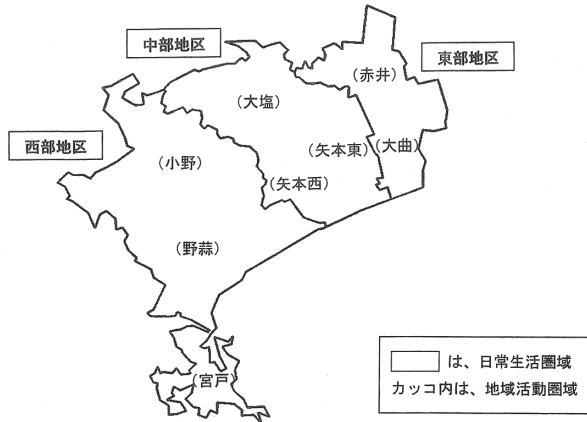 中部地区
東部地区
(赤井)
(大塩)
(矢本東)
(大曲)
西部地区
(小野)
(矢本西)
(野蒜)
(宮戸)
は、日常生活圏域
カッコ内は、地域活動圏域